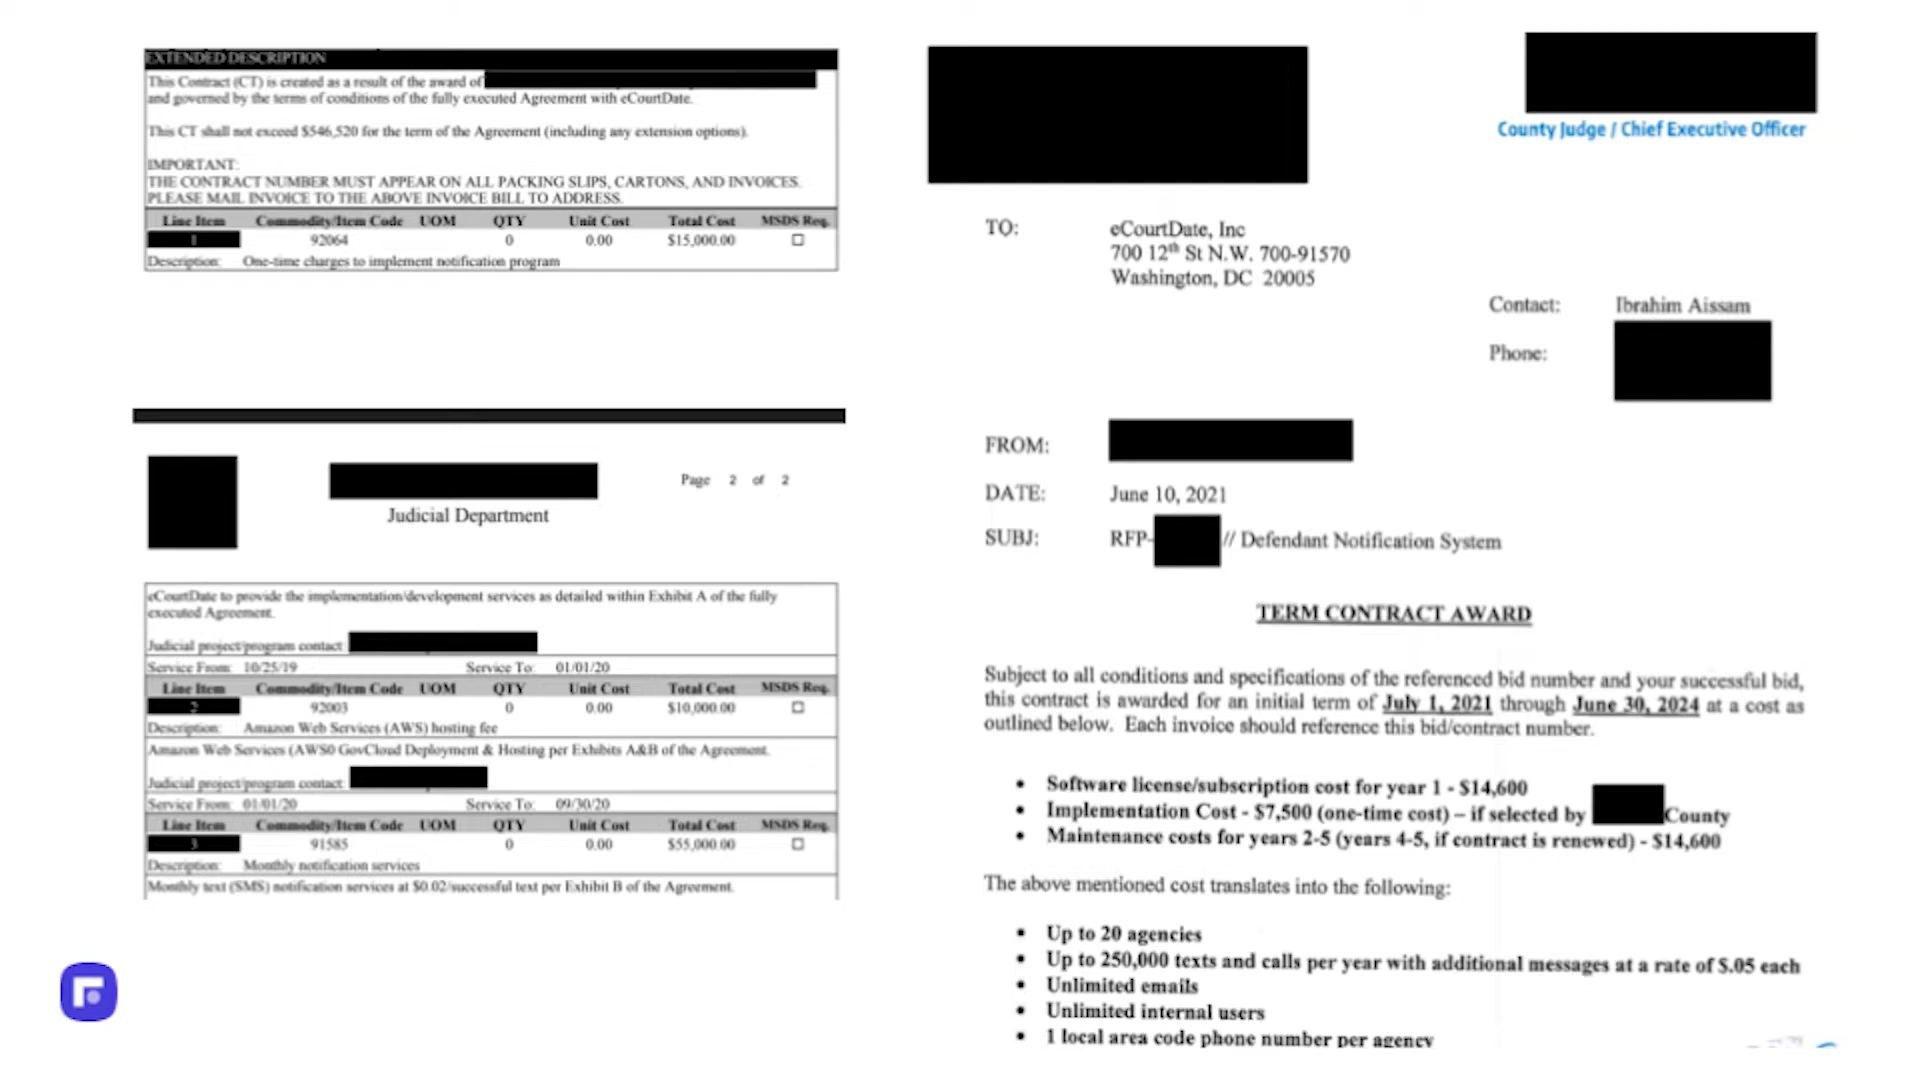 EXTENDED DESCRIPTION
This Contract (CT) is created as a result of the award of
and governed by the terms of conditions of the fully executed Agreement with eCourtDate.
This CT shall not exceed $546,520 for the term of the Agreement (including any extension options).
IMPORTANT:
THE CONTRACT NUMBER MUST APPEAR ON ALL PACKING SLIPS, CARTONS, AND INVOICES.
PLEASE MAIL INVOICE TO THE ABOVE INVOICE BILL TO ADDRESS.
Line Item Commodity/Item Code UOM QTY Unit Cost Total Cost MSDS Req.
1 92064 0 0.00 $15,000.00
Description: One-time charges to implement notification program
Page 2 of 2
Judicial Department
eCourtDate to provide the implementation/development services as detailed within Exhibit A of the fully
executed Agreement.
Judicial project/program contact:
Service From: 10/25/19 Service To: 01/01/20
Line Item Commodity/Item Code UOM QTY Unit Cost Total Cost MSDS Req.
2 92003 0 0.00 $10,000.00
Description: Amazon Web Services (AWS) hosting fee
Amazon Web Services (AWS0 GovCloud Deployment & Hosting per Exhibits A&B of the Agreement.
Judicial project/program contact:
Service From: 01/01/20 Service To: 09/30/20
Line Item Commodity/Item Code UOM QTY Unit Cost Total Cost MSDS Req.
3 91585 0 0.00 $55,000.00
Description: Monthly notification services
Monthly text (SMS) notification services at $0.02/successful text per Exhibit B of the Agreement.
County Judge / Chief Executive Officer
TO: eCourtDate, Inc
700 12th St N.W. 700-91570
Washington, DC 20005
Contact: Ibrahim Aissam
Phone:
FROM:
DATE: June 10, 2021
SUBJ: RFP- // Defendant Notification System
TERM CONTRACT AWARD
Subject to all conditions and specifications of the referenced bid number and your successful bid,
this contract is awarded for an initial term of July 1, 2021 through June 30, 2024 at a cost as
outlined below. Each invoice should reference this bid/contract number.
• Software license/subscription cost for year 1 - $14,600
• Implementation Cost - $7,500 (one-time cost) – if selected by County
• Maintenance costs for years 2-5 (years 4-5, if contract is renewed) - $14,600
The above mentioned cost translates into the following:
• Up to 20 agencies
• Up to 250,000 texts and calls per year with additional messages at a rate of $.05 each
• Unlimited emails
• Unlimited internal users
• 1 local area code phone number per agency